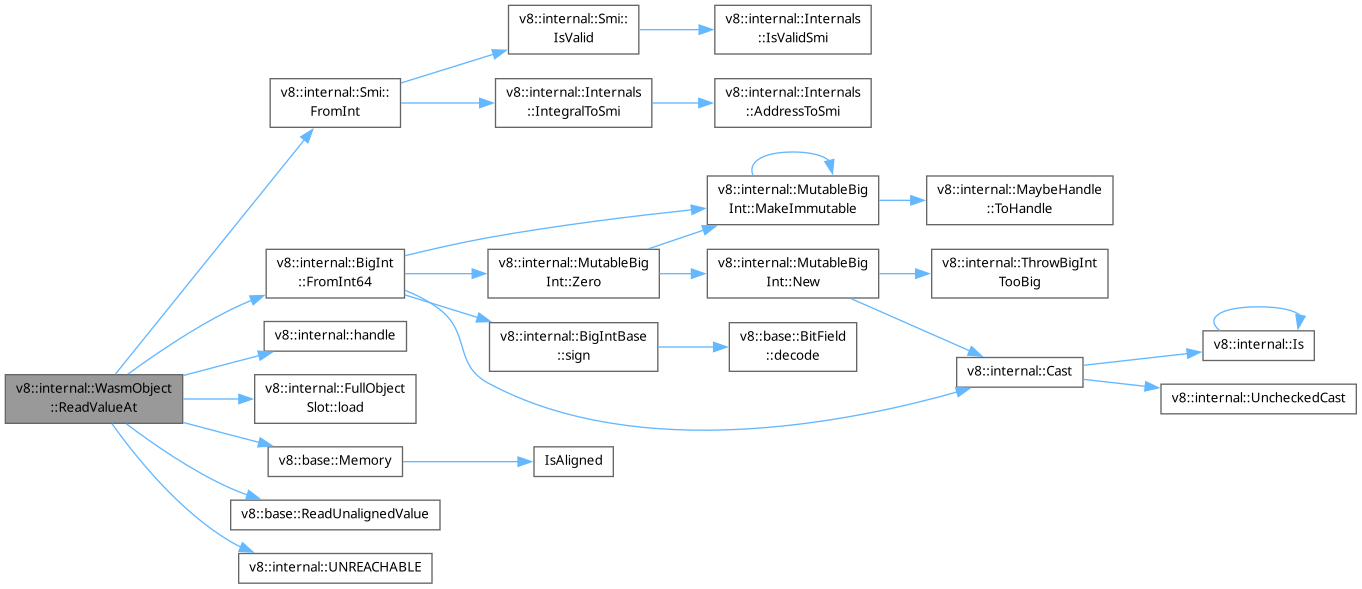 v8::internal::Smi::
IsValid
v8::internal::Internals
::IsValidSmi
v8::internal::Smi::
FromInt
v8::internal::Internals
::IntegralToSmi
v8::internal::Internals
::AddressToSmi
v8::internal::MutableBig
Int::MakeImmutable
v8::internal::MaybeHandle
::ToHandle
v8::internal::BigInt
::FromInt64
v8::internal::MutableBig
Int::Zero
v8::internal::MutableBig
Int::New
v8::internal::ThrowBigInt
TooBig
v8::internal::handle
v8::internal::BigIntBase
::sign
v8::base::BitField
::decode
v8::internal::Is
v8::internal::Cast
v8::internal::WasmObject
::ReadValueAt
v8::internal::FullObject
Slot::load
v8::internal::UncheckedCast
v8::base::Memory
IsAligned
v8::base::ReadUnalignedValue
v8::internal::UNREACHABLE